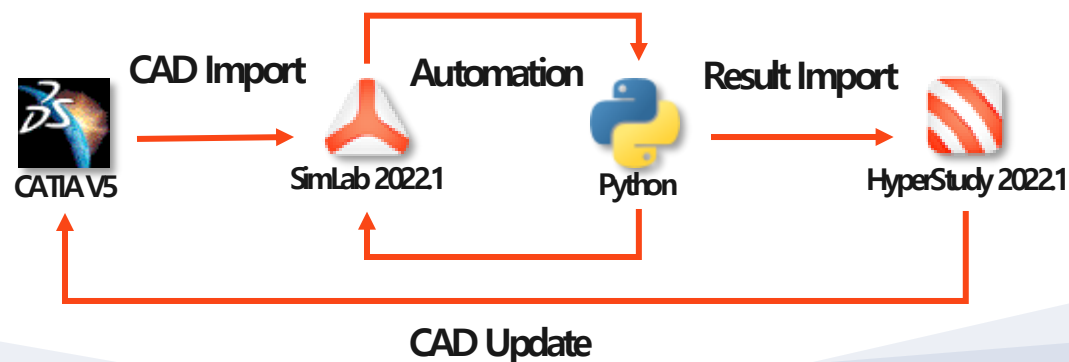 CAD Import
Automation
Result Import
CATIA V5
SimLab 2022.1
Python
HyperStudy 2022.1
CAD Update